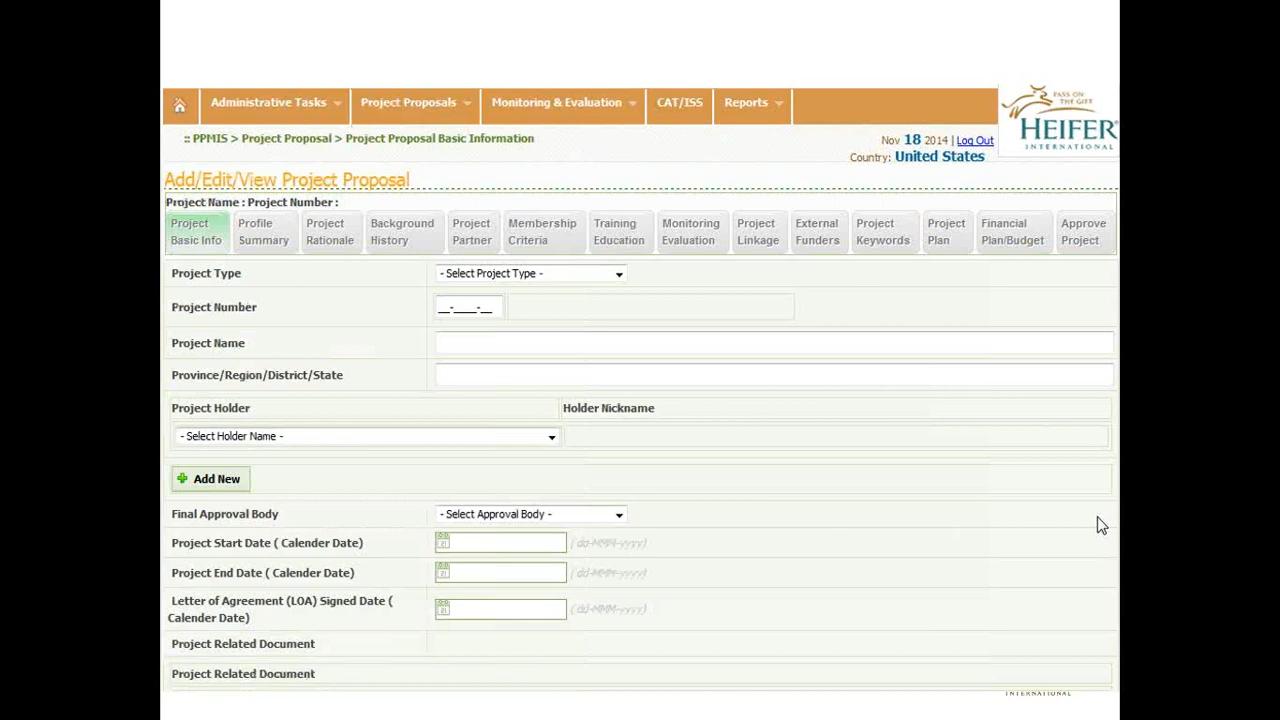 Administrative Tasks Project Proposals Monitoring & Evaluation CAT/ISS Reports
PASS ON
THE GIFT
HEIFER
INTERNATIONAL
:: PPMIS > Project Proposal > Project Proposal Basic Information
Nov 18 2014 | Log Out
Country: United States
Add/Edit/View Project Proposal
Project Name : Project Number :
Project Basic Info
Profile Summary
Project Rationale
Background History
Project Partner
Membership Criteria
Training Education
Monitoring Evaluation
Project Linkage
External Funders
Project Keywords
Project Plan
Financial Plan/Budget
Approve Project
Project Type - Select Project Type -
Project Number __-____-__
Project Name
Province/Region/District/State
Project Holder Holder Nickname
- Select Holder Name -
Add New
Final Approval Body - Select Approval Body -
Project Start Date ( Calender Date) ( dd-MMM-yyyy)
Project End Date ( Calender Date) ( dd-MMM-yyyy)
Letter of Agreement (LOA) Signed Date (
Calender Date) ( dd-MMM-yyyy)
Project Related Document
Project Related Document
INTERNATIONAL